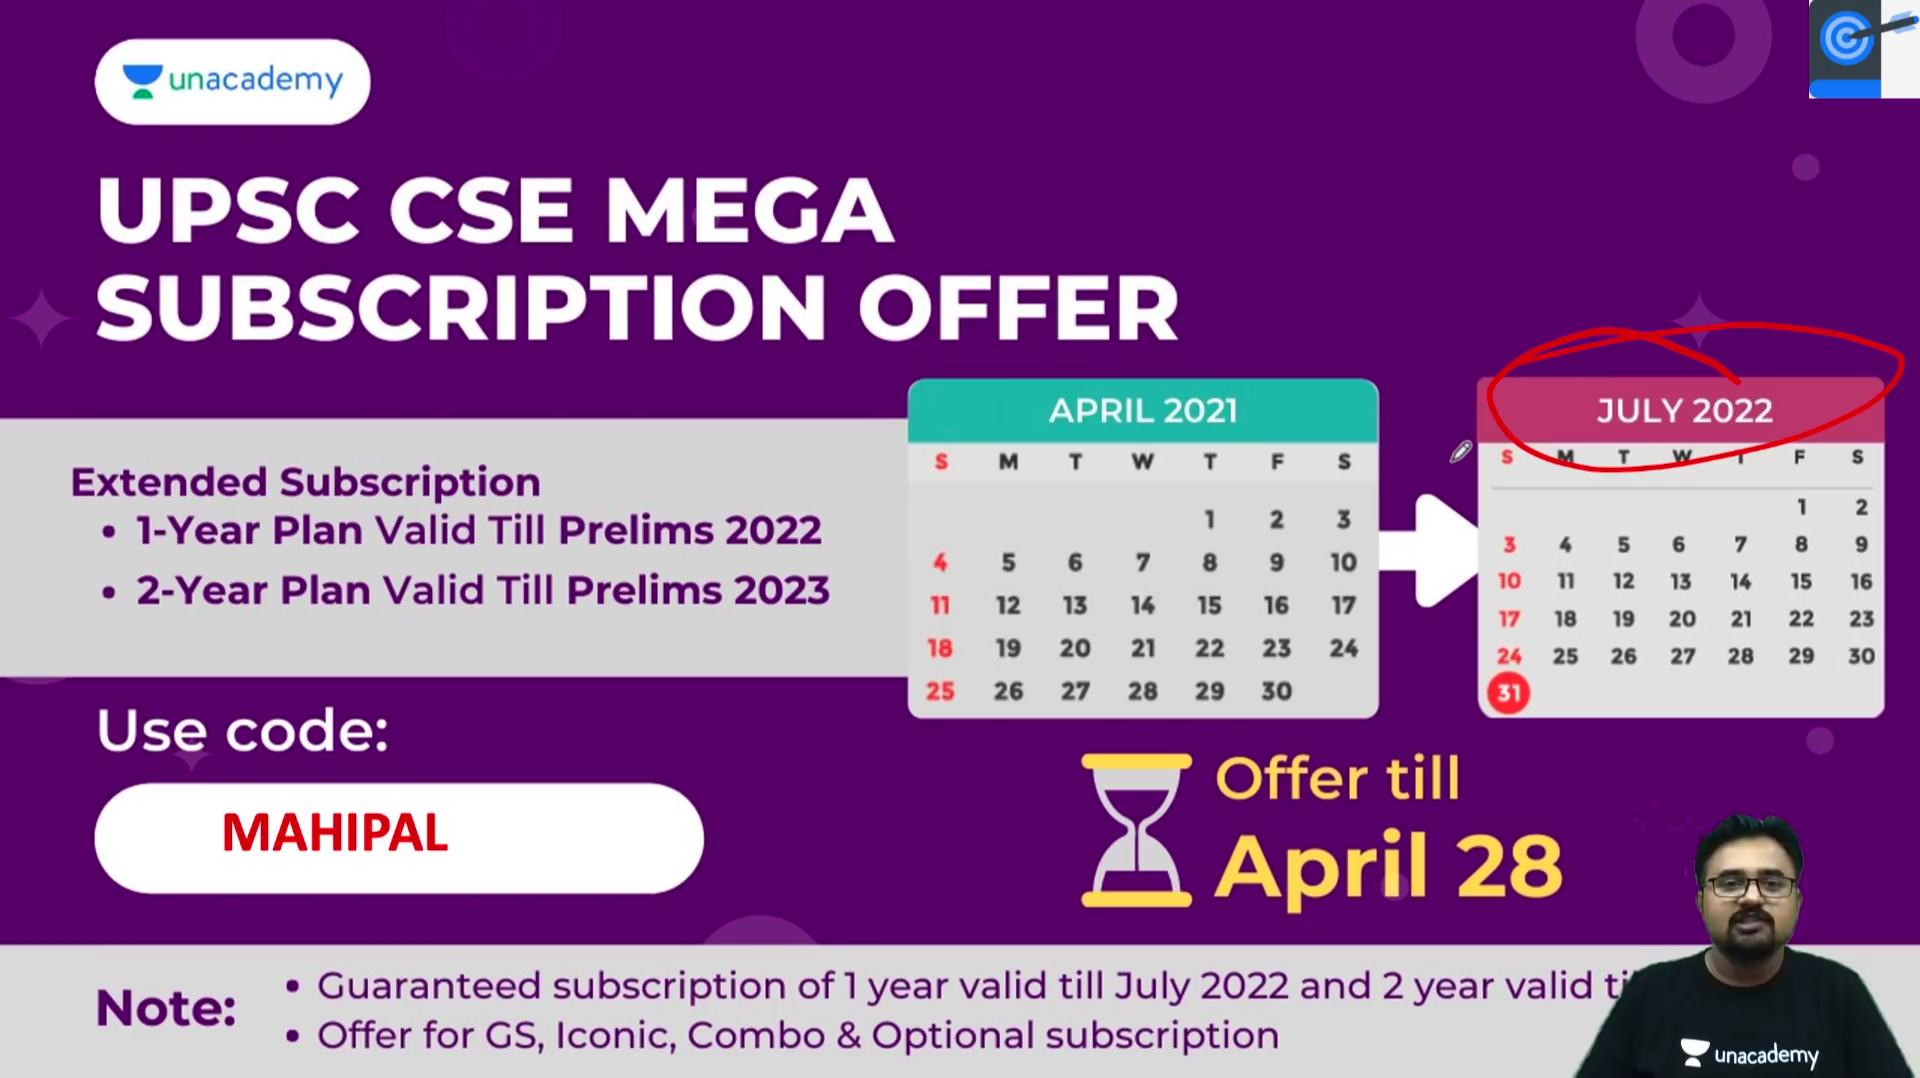 unacademy
UPSC CSE MEGA
SUBSCRIPTION OFFER
Extended Subscription
• 1-Year Plan Valid Till Prelims 2022
• 2-Year Plan Valid Till Prelims 2023
APRIL 2021
S M T W T F S
1 2 3
4 5 6 7 8 9 10
11 12 13 14 15 16 17
18 19 20 21 22 23 24
25 26 27 28 29 30
JULY 2022
S M T W T F S
1 2
3 4 5 6 7 8 9
10 11 12 13 14 15 16
17 18 19 20 21 22 23
24 25 26 27 28 29 30
31
Use code:
MAHIPAL
Offer till
April 28
Note:
• Guaranteed subscription of 1 year valid till July 2022 and 2 year valid
• Offer for GS, Iconic, Combo & Optional subscription
unacademy